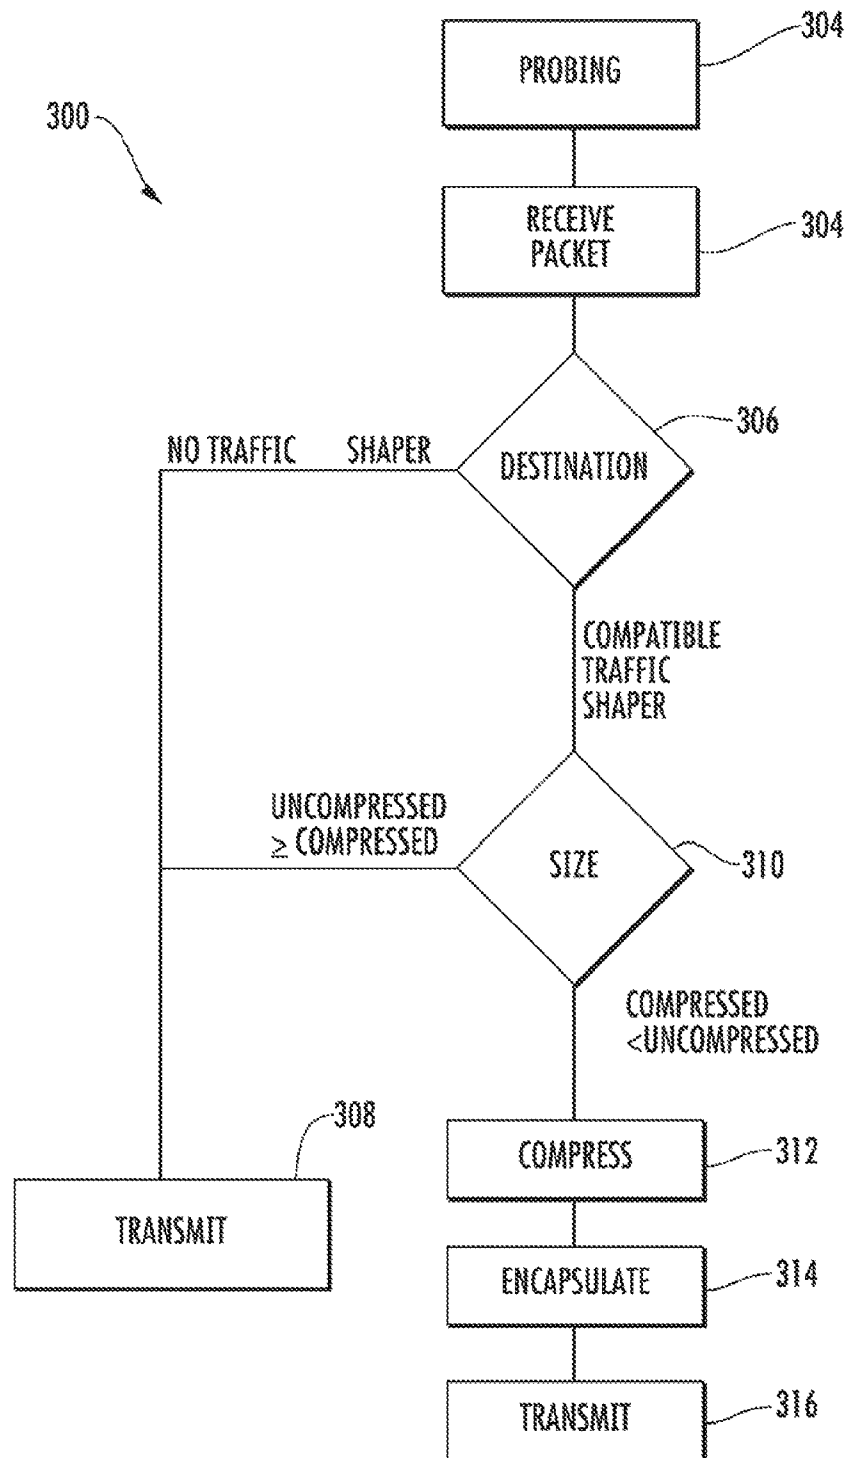 304
PROBING
300
RECEIVE
PACKET
304
306
NO TRAFFIC SHAPER
DESTINATION
COMPATIBLE
TRAFFIC
SHAPER
UNCOMPRESSED
≥ COMPRESSED
SIZE
310
COMPRESSED
<UNCOMPRESSED
308
COMPRESS
312
TRANSMIT
ENCAPSULATE
314
TRANSMIT
316